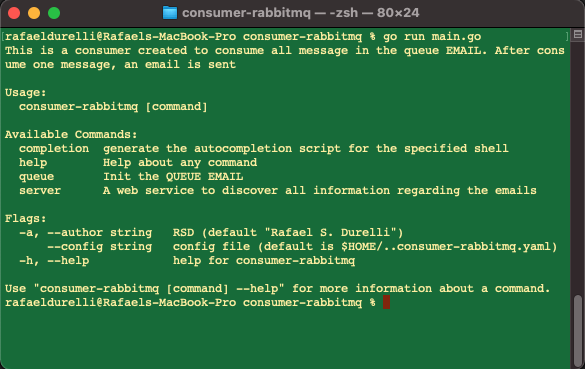 consumer-rabbitmq — -zsh — 80×24
[rafaeldurelli@Rafaels-MacBook-Pro consumer-rabbitmq % go run main.go ]
This is a consumer created to consume all message in the queue EMAIL. After cons
ume one message, an email is sent
Usage:
consumer-rabbitmq [command]
Available Commands:
completion generate the autocompletion script for the specified shell
help Help about any command
queue Init the QUEUE EMAIL
server A web service to discover all information regarding the emails
Flags:
-a, --author string RSD (default "Rafael S. Durelli")
--config string config file (default is $HOME/..consumer-rabbitmq.yaml)
-h, --help help for consumer-rabbitmq
Use "consumer-rabbitmq [command] --help" for more information about a command.
rafaeldurelli@Rafaels-MacBook-Pro consumer-rabbitmq %